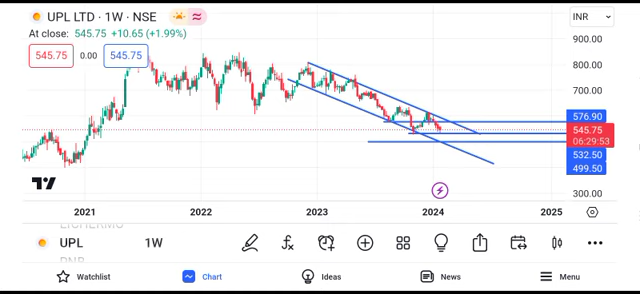 UPL LTD · 1W · NSE
INR
At close: 545.75 +10.65 (+1.99%)
545.75 0.00 545.75
900.00
800.00
700.00
576.90
545.75
06:29:53
532.50
499.50
300.00
2021 2022 2023 2024 2025
EICHERMO
UPL 1W
PNB
Watchlist Chart Ideas News Menu